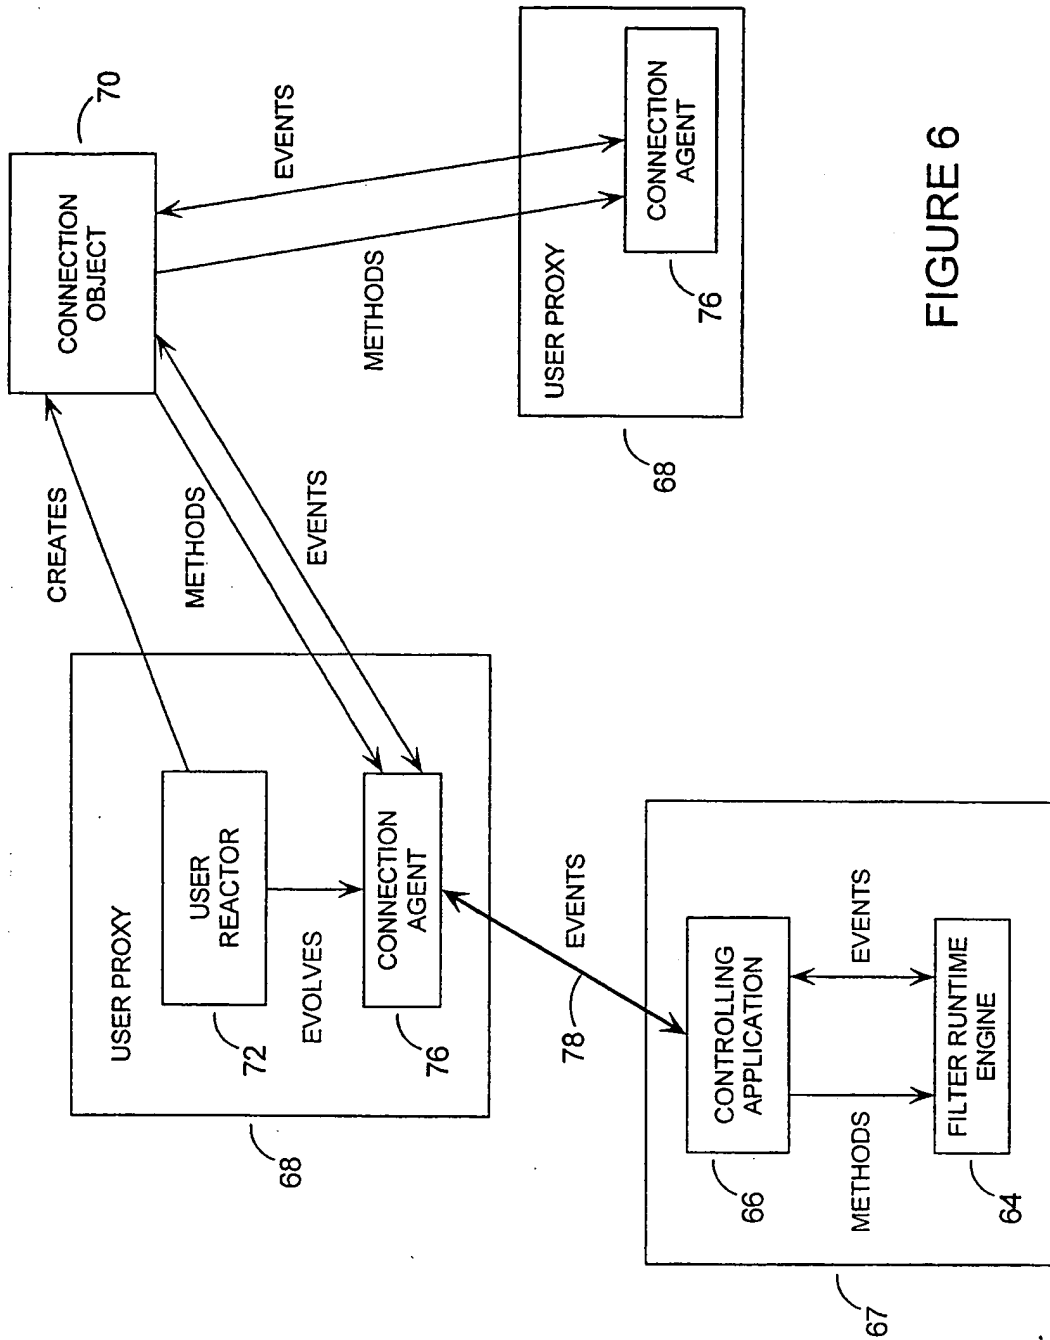 USER PROXY
USER
REACTOR
72
EVOLVES
CONNECTION
AGENT
76
68
CREATES
METHODS
EVENTS
CONNECTION
OBJECT
70
EVENTS
METHODS
USER PROXY
CONNECTION
AGENT
76
68
EVENTS
78
CONTROLLING
APPLICATION
66
METHODS
EVENTS
FILTER RUNTIME
ENGINE
64
67
FIGURE 6